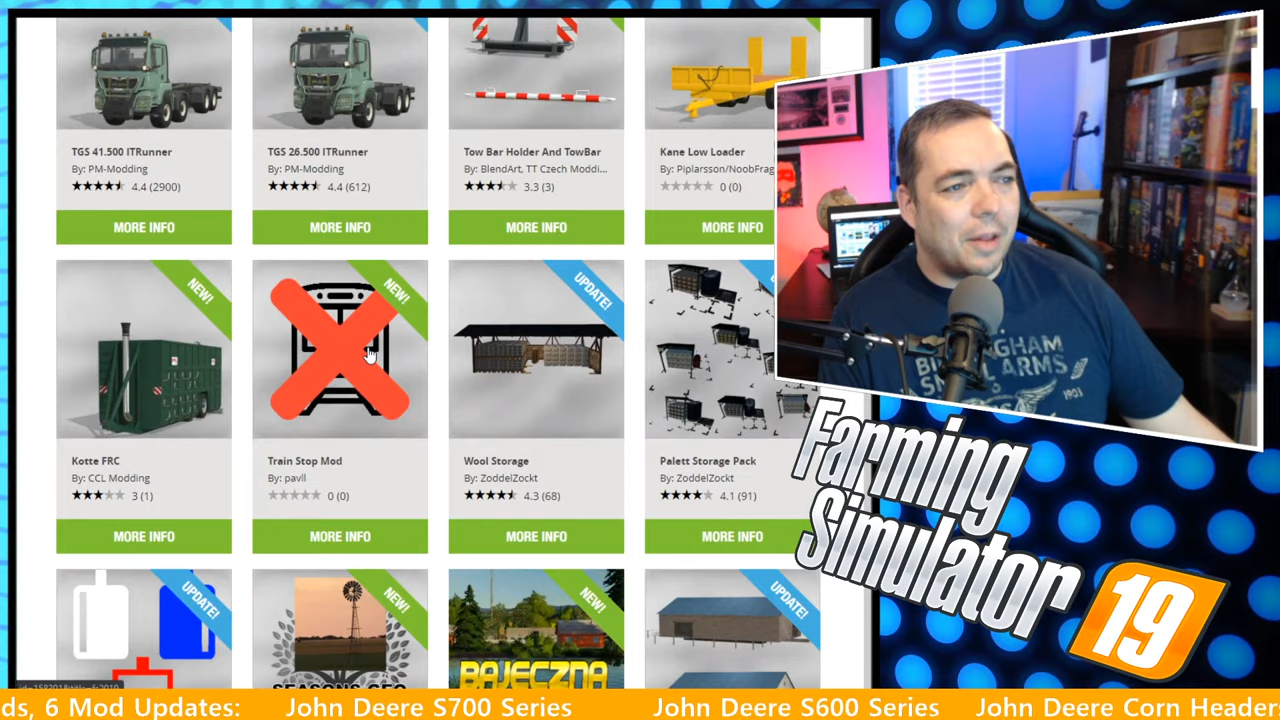 TGS 41.500 ITRunner
By: PM-Modding
4.4 (2900)
MORE INFO
TGS 26.500 ITRunner
By: PM-Modding
4.4 (612)
MORE INFO
Tow Bar Holder And TowBar
By: BlendArt, TT Czech Moddi...
3.3 (3)
MORE INFO
Kane Low Loader
By: Piplarsson/NoobFrag
0 (0)
MORE INFO
NEW!
Kotte FRC
By: CCL Modding
3 (1)
MORE INFO
NEW!
Train Stop Mod
By: pavll
0 (0)
MORE INFO
UPDATE!
Wool Storage
By: ZoddelZockt
4.3 (68)
MORE INFO
Palett Storage Pack
By: ZoddelZockt
4.1 (91)
MORE INFO
UPDATE!
NEW!
SEASONS GEO
NEW!
BAJECZNA
UPDATE!
ARMS
1903
Farming
Simulator
19
ds, 6 Mod Updates: John Deere S700 Series John Deere S600 Series John Deere Corn Header